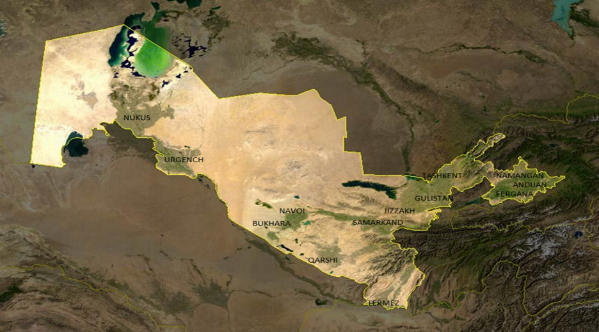 NUKUS
URGENCH
TASHKENT
NAMANGAN
ANDIJAN
FERGANA
GULISTAN
NAVOI
JIZZAKH
BUKHARA
SAMARKAND
QARSHI
TERMEZ